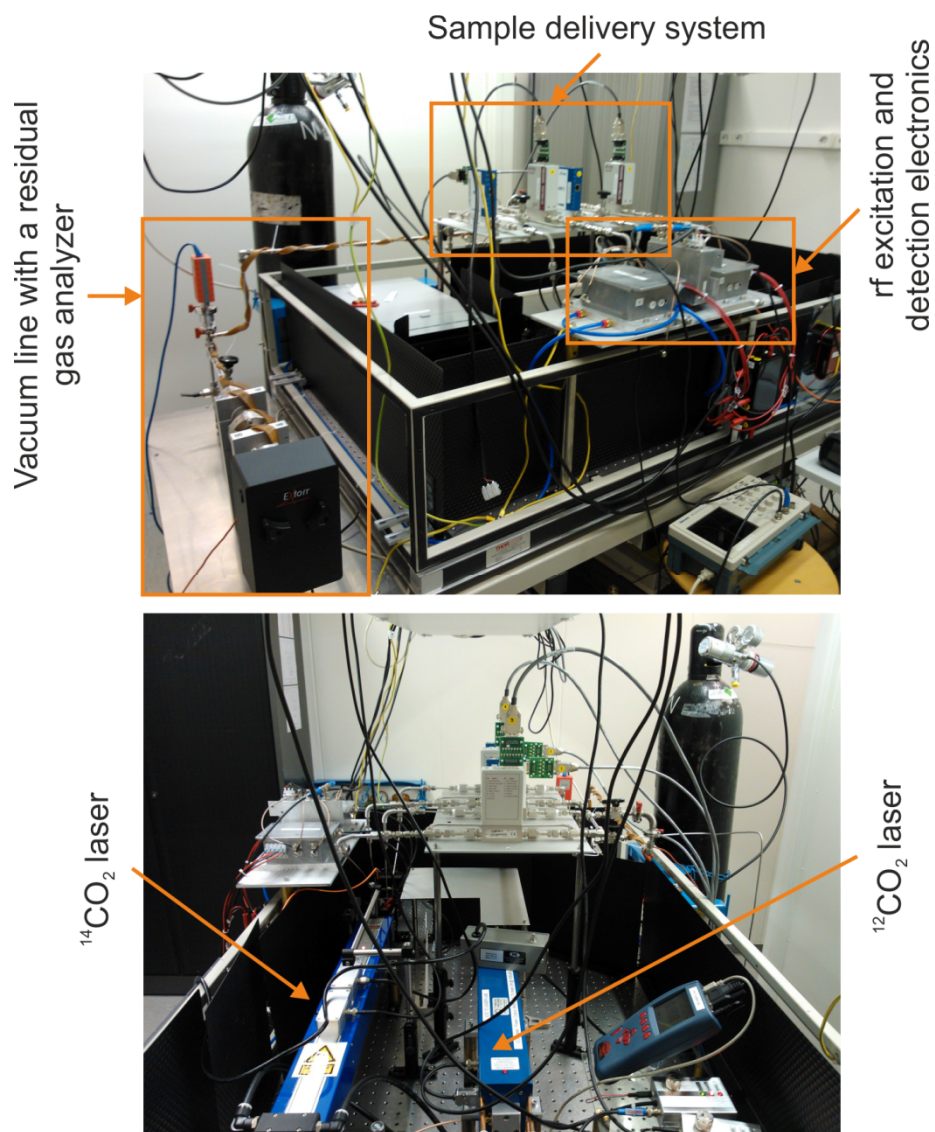 Sample delivery system
Vacuum line with a residual
gas analyzer
rf excitation and
detection electronics
Extorr
THOR
¹⁴CO₂ laser
¹²CO₂ laser